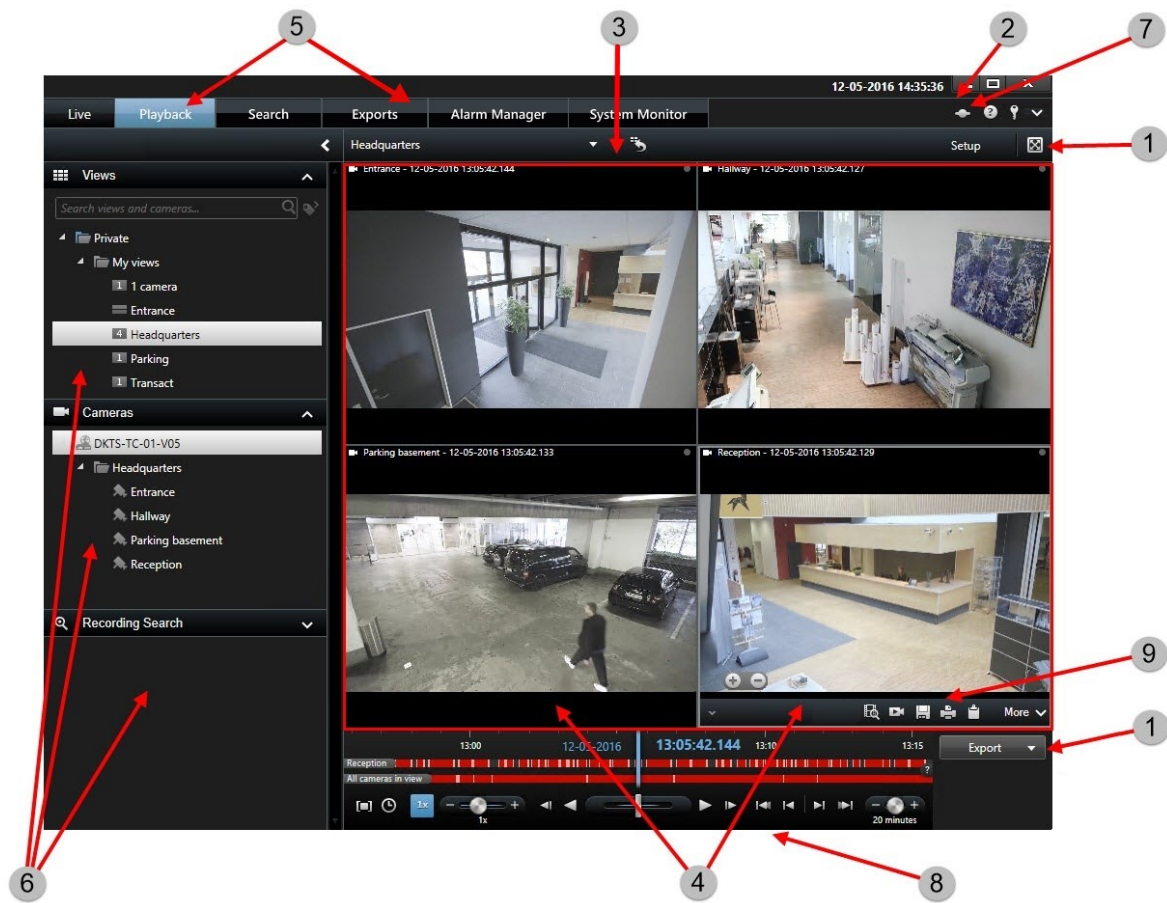 5
3
2
7
12-05-2016 14:35:36
Live Playback Search Exports Alarm Manager System Monitor
Headquarters Setup
1
Views
Entrance - 12-05-2016 13:05:42.144
Hallway - 12-05-2016 13:05:42.127
Search views and cameras...
Private
My views
1 1 camera
Entrance
4 Headquarters
1 Parking
1 Transact
Cameras
DKTS-TC-01-V05
Headquarters
Entrance
Hallway
Parking basement
Reception
Parking basement - 12-05-2016 13:05:42.133
Reception - 12-05-2016 13:05:42.129
Recording Search
9
More
1
13:00 12-05-2016 13:05:42.144 13:10 13:15
Export
Reception
?
All cameras in view
1x
1x
20 minutes
6
4
8